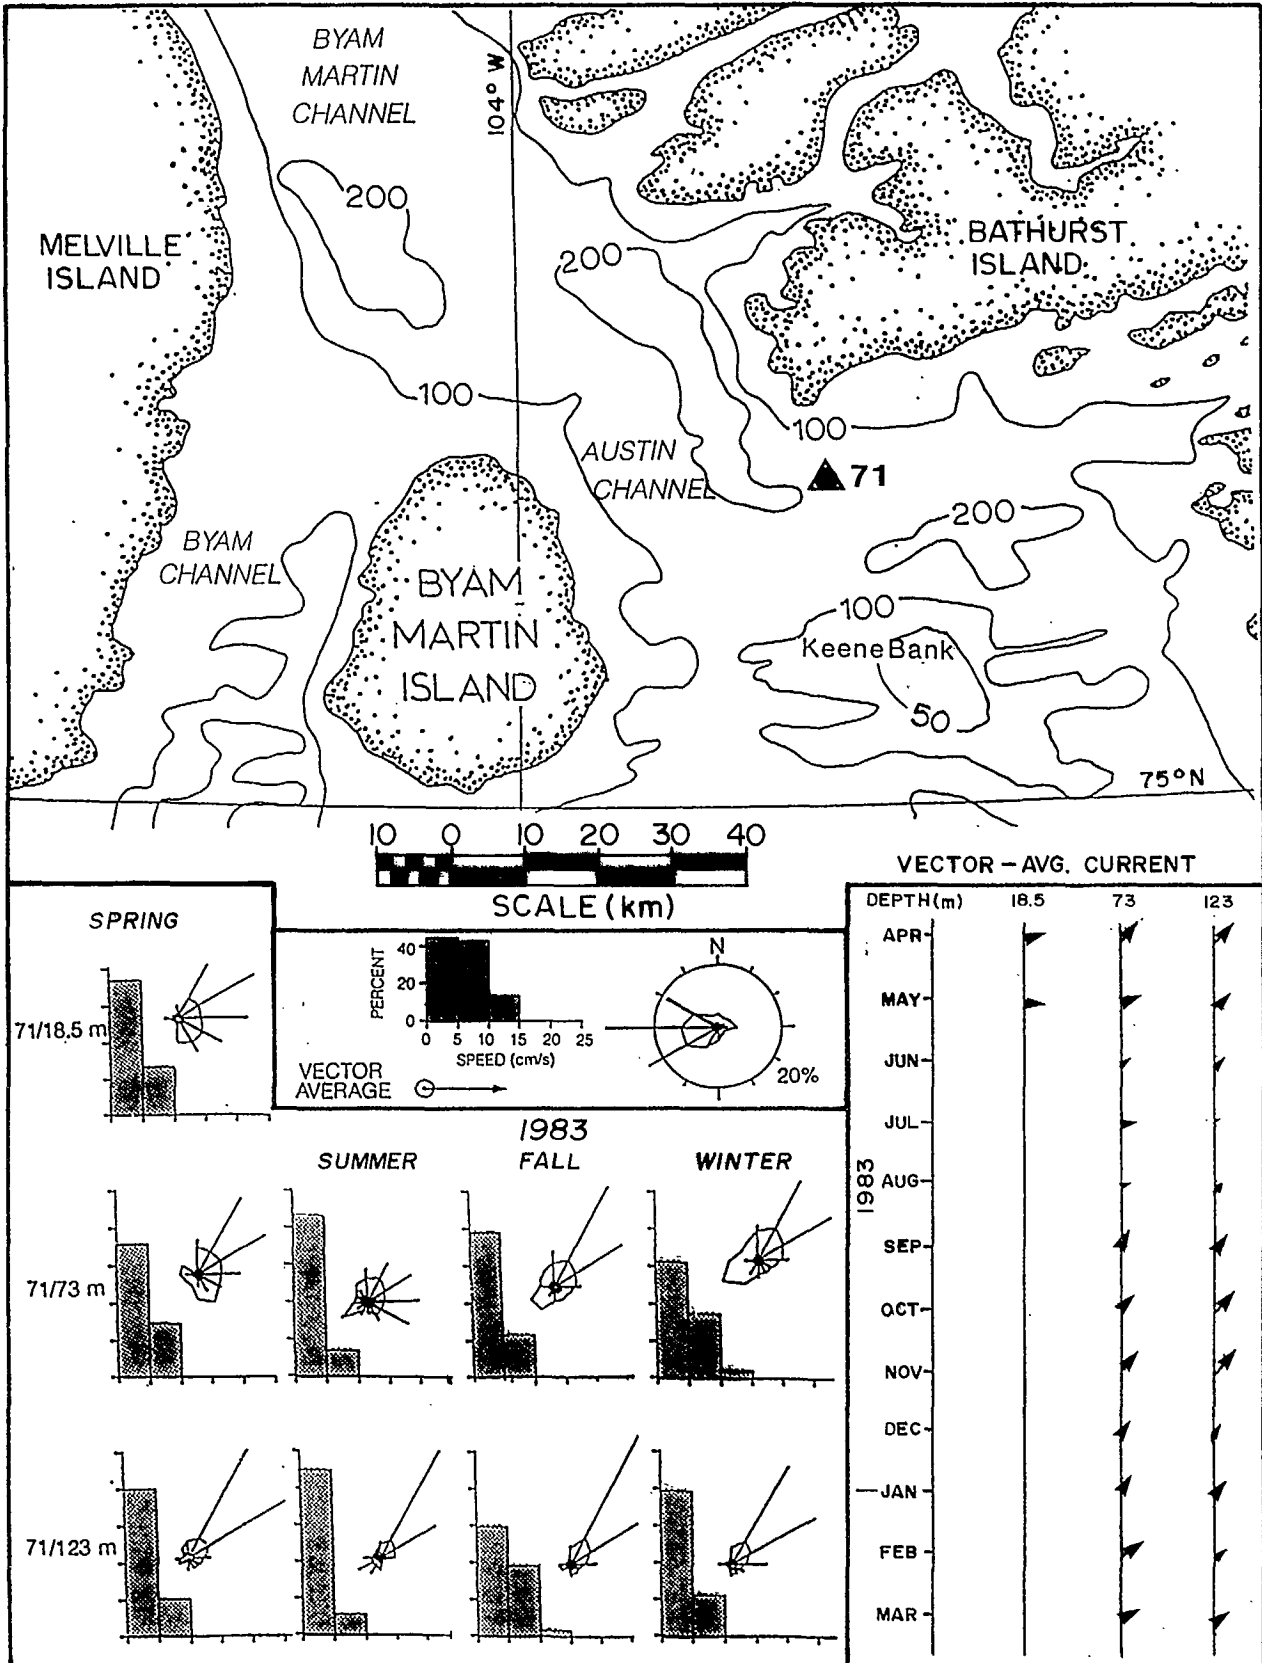 BYAM
MARTIN
CHANNEL
104° W
200
MELVILLE
ISLAND
BATHURST
ISLAND
200
100
100
AUSTIN
CHANNEL
71
200
BYAM
CHANNEL
BYAM
MARTIN
ISLAND
100
Keene Bank
50
75° N
10 0 10 20 30 40
SCALE (km)
VECTOR - AVG. CURRENT
DEPTH (m) 18.5 73 123
SPRING
71/18.5 m
PERCENT
40
20
0
0 5 10 15 20 25
SPEED (cm/s)
N
20%
VECTOR
AVERAGE
1983
SUMMER FALL WINTER
71/73 m
71/123 m
1983
APR
MAY
JUN
JUL
AUG
SEP
OCT
NOV
DEC
JAN
FEB
MAR